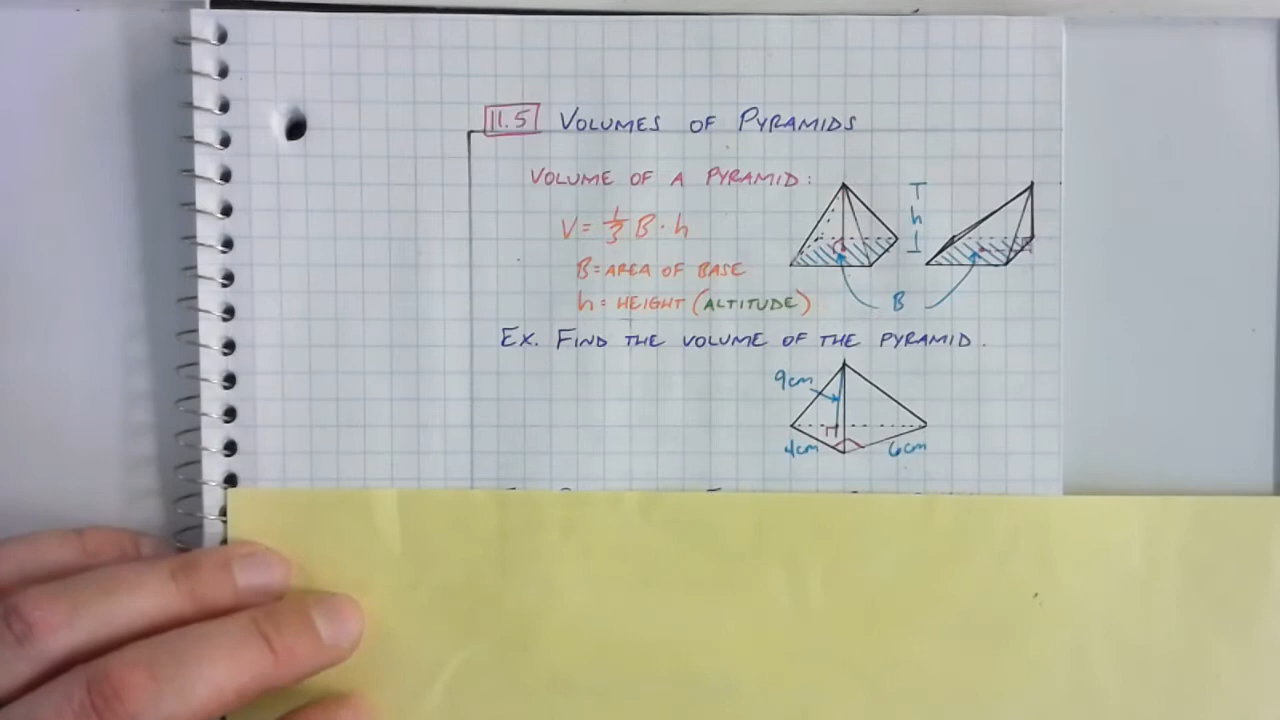 11.5 VOLUMES OF PYRAMIDS
VOLUME OF A PYRAMID:
V = 1/3 B · h
B = AREA OF BASE
h = HEIGHT (ALTITUDE)
h
B
EX. FIND THE VOLUME OF THE PYRAMID.
9cm
4cm 6cm